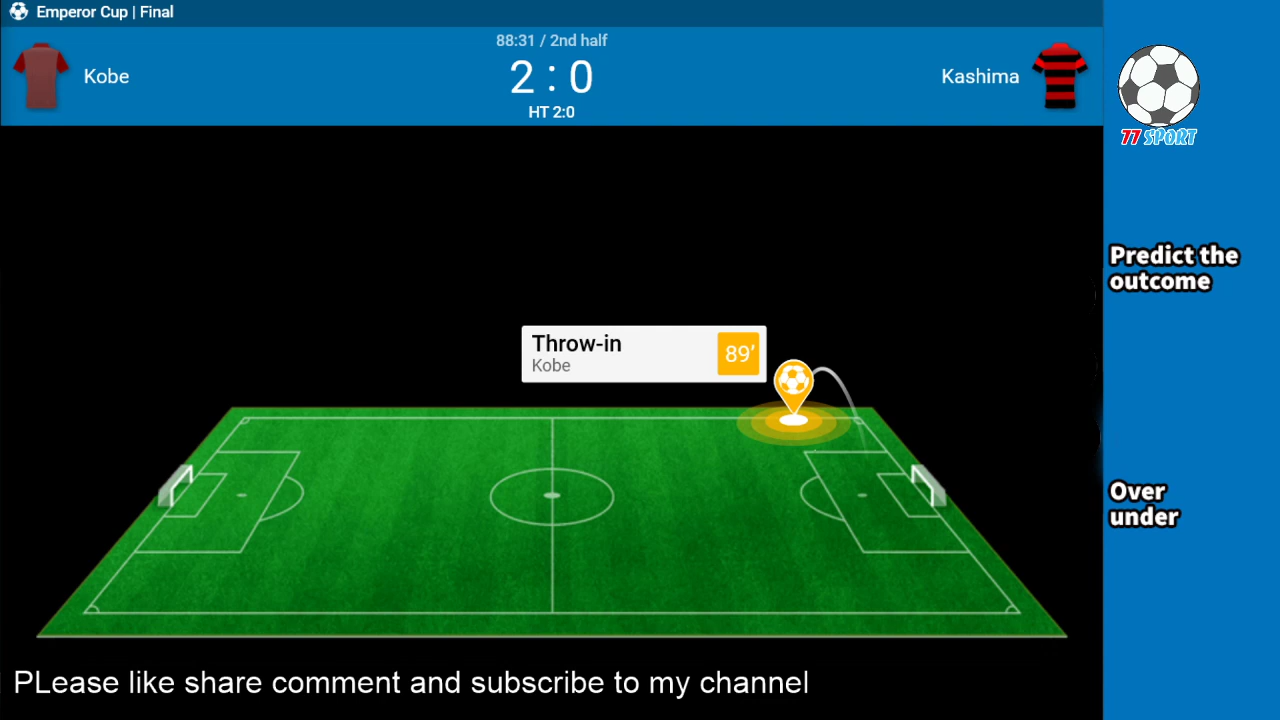 Emperor Cup | Final
88:31 / 2nd half
Kobe
2 : 0
Kashima
HT 2:0
77 SPORT
Predict the
outcome
Throw-in
Kobe
89’
Over
under
PLease like share comment and subscribe to my channel